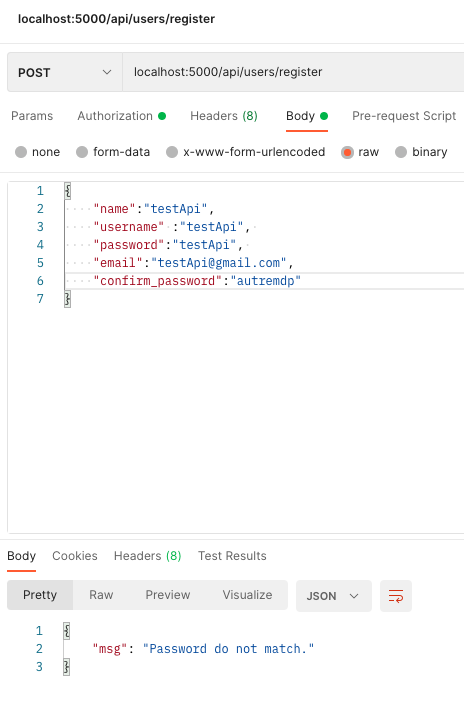 localhost:5000/api/users/register
POST localhost:5000/api/users/register
Params Authorization Headers (8) Body Pre-request Script
none form-data x-www-form-urlencoded raw binary
1 {
2 "name":"testApi",
3 "username" :"testApi",
4 "password":"testApi",
5 "email":"testApi@gmail.com",
6 "confirm_password":"autremdp"
7 }
Body Cookies Headers (8) Test Results
Pretty Raw Preview Visualize JSON
1 {
2 "msg": "Password do not match."
3 }